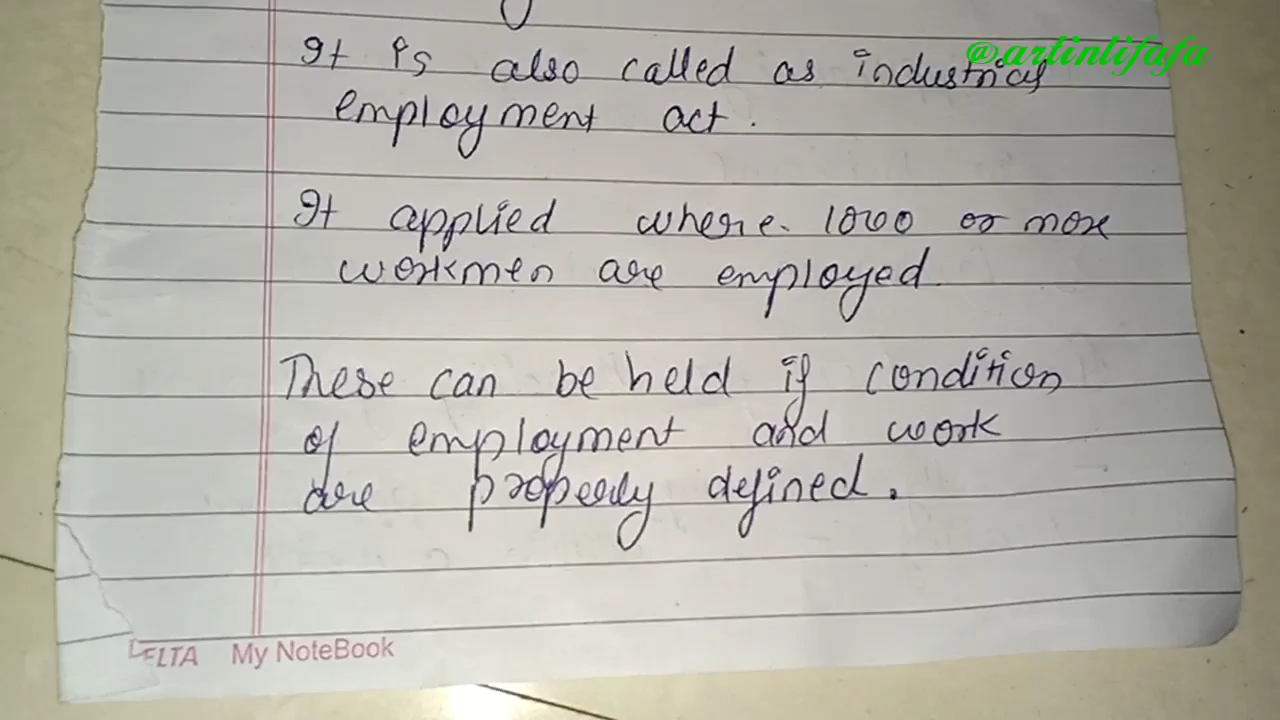 @artinlifafa
It is also called as industrial
employment act.
It applied where 1000 or more
workmen are employed.
These can be held if condition
of employment and work
are properly defined.
DELTA My NoteBook